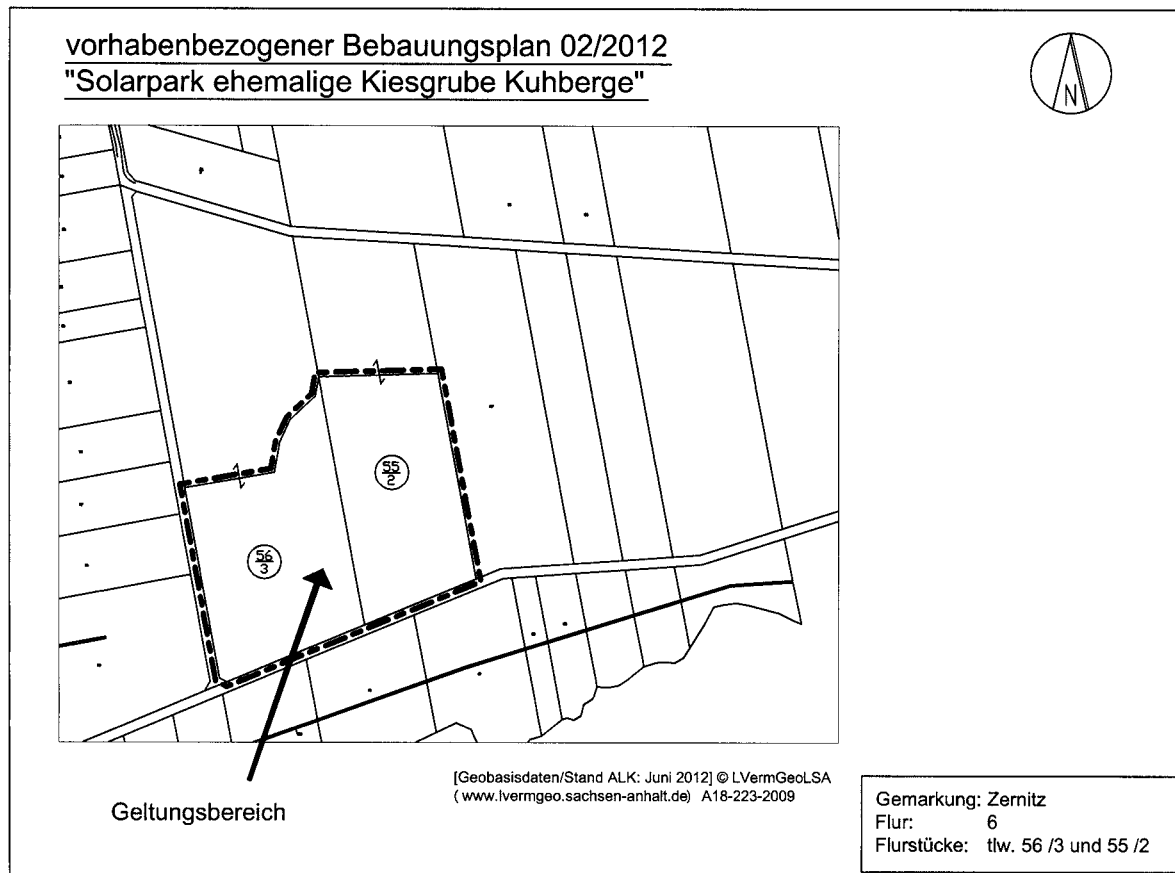 vorhabenbezogener Bebauungsplan 02/2012
"Solarpark ehemalige Kiesgrube Kuhberge"
N
55
2
56
3
Geltungsbereich
[Geobasisdaten/Stand ALK: Juni 2012] © LVermGeoLSA
( www.lvermgeo.sachsen-anhalt.de) A18-223-2009
Gemarkung: Zernitz
Flur: 6
Flurstücke: tlw. 56 /3 und 55 /2